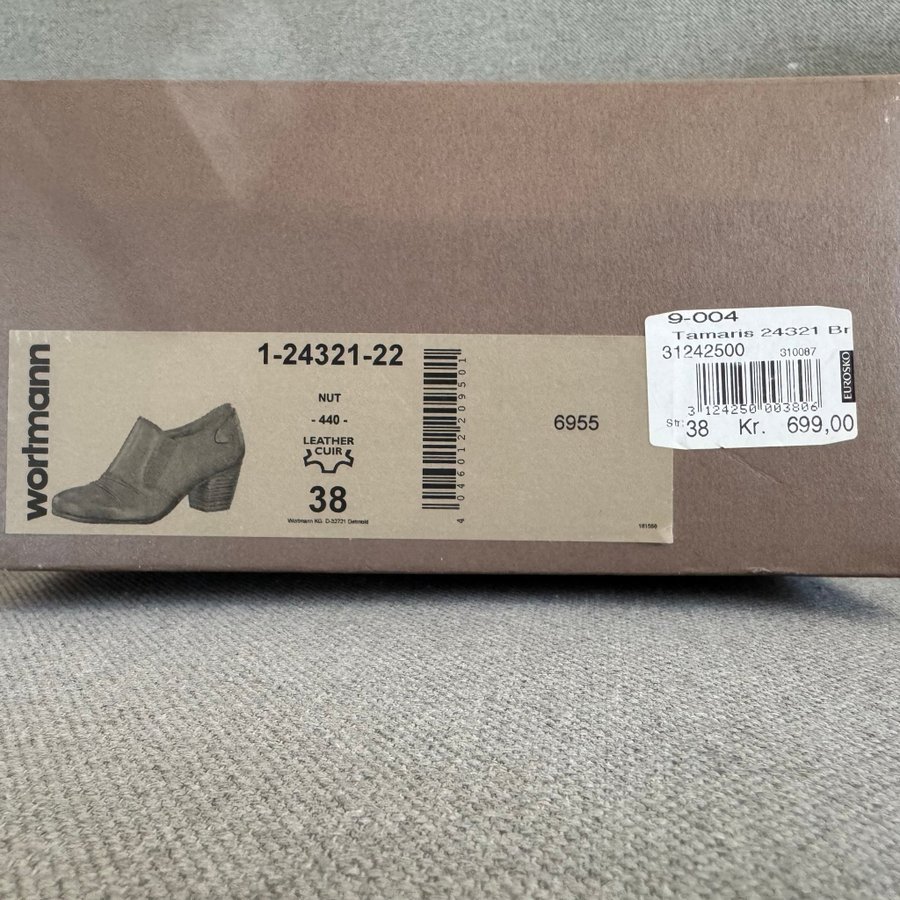 wortmann
1-24321-22
NUT
- 440 -
LEATHER
CUIR
38
Wortmann KG. D-32721 Detmold
4 046012 209501
6955
181556
9-004
Tamaris 24321 Br
31242500 310087
3 124250 003806
EUROSKO
Str: 38 Kr. 699,00